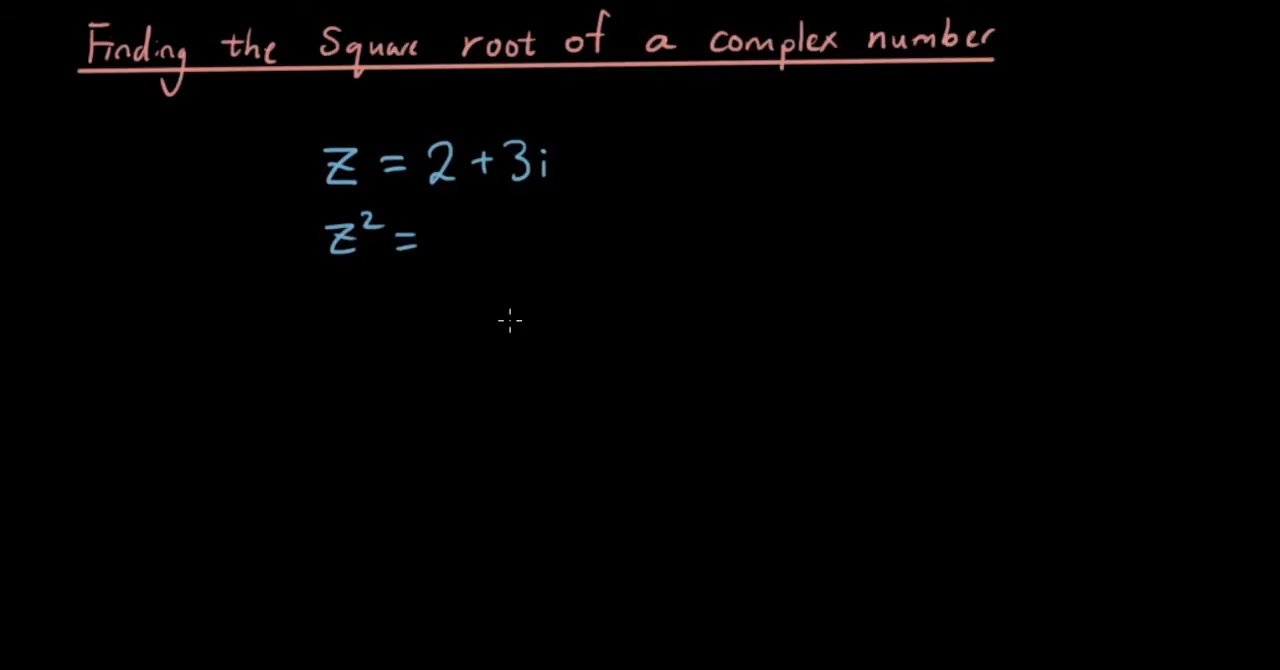 Finding the Square root of a complex number
z = 2 + 3i
z² =